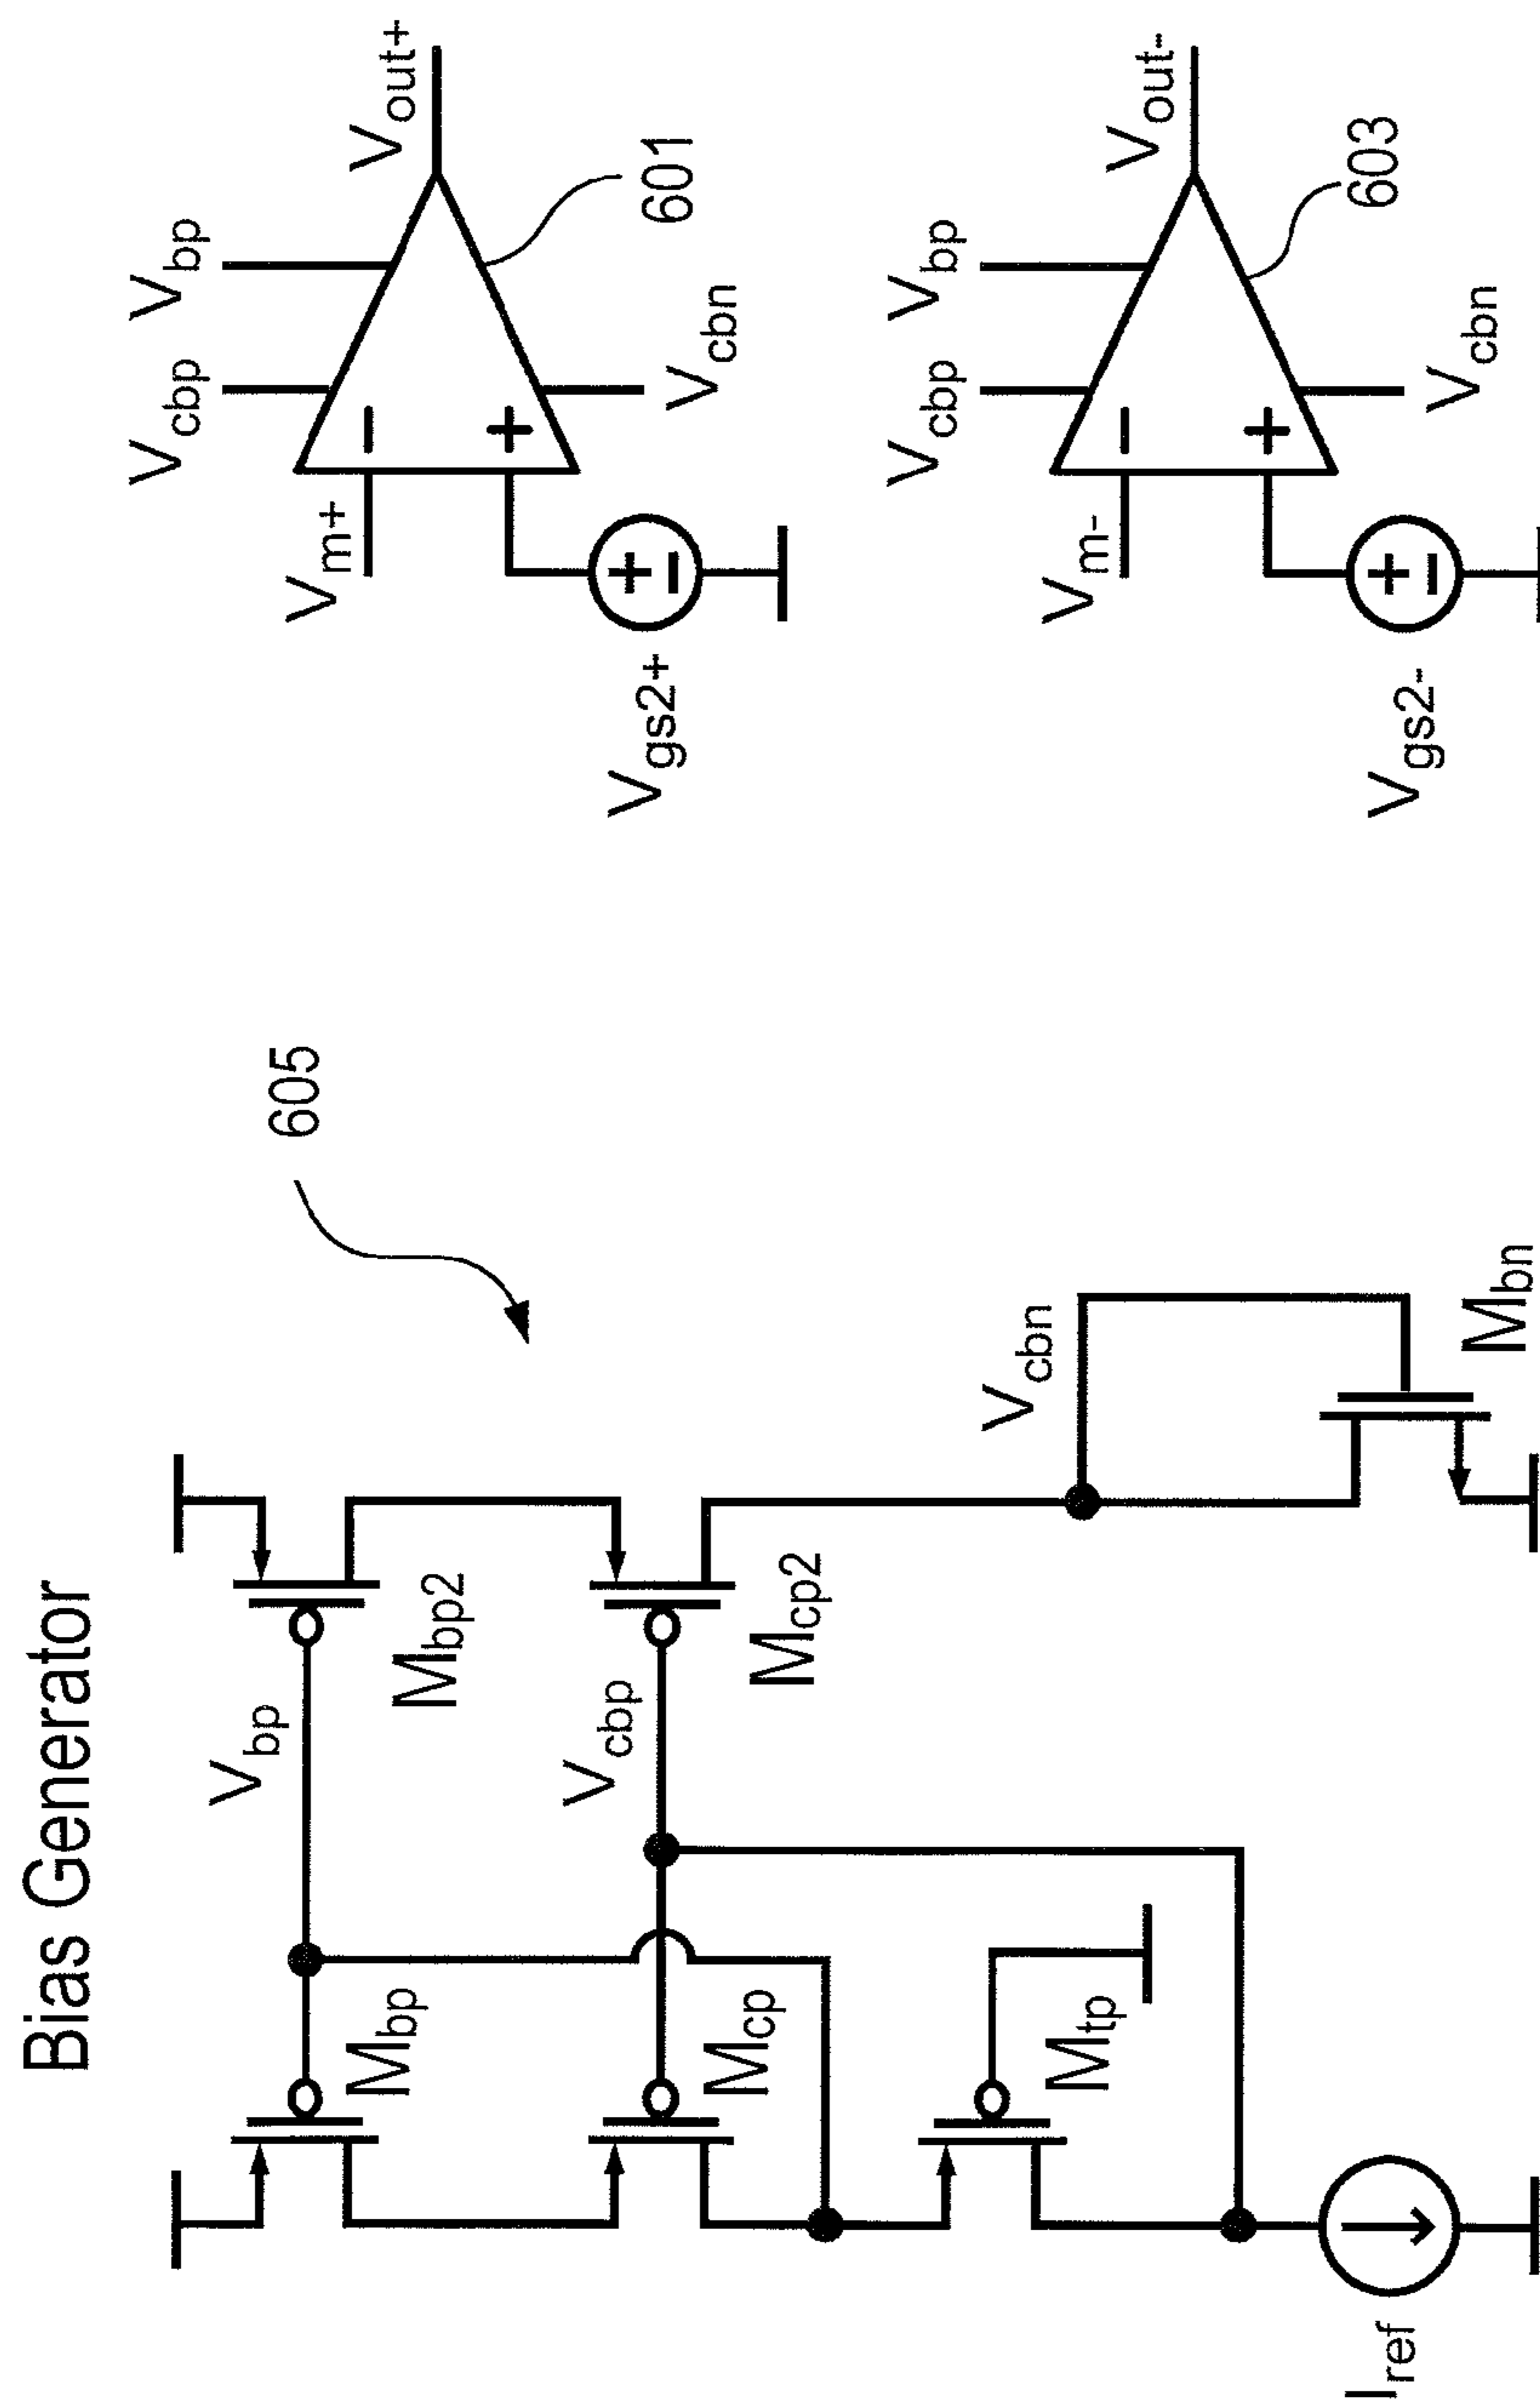 Bias Generator
605
V_bp
M_bp
M_bp2
V_cbp
M_cp
M_cp2
M_tp
V_cbn
I_ref
M_bn
V_cbp
V_bp
V_m+
−
+
V_out+
601
V_gs2+
+
−
V_cbn
V_cbp
V_bp
V_m-
−
+
V_out-
603
V_gs2-
+
−
V_cbn